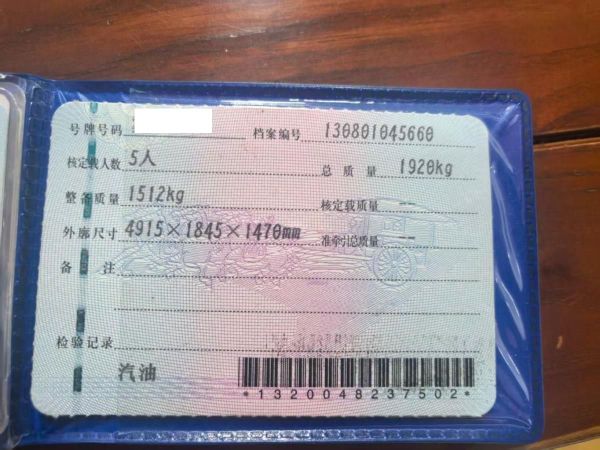 号牌号码 档案编号 130801045660
核定载人数 5人 总质量 1920kg
整备质量 1512kg 核定载质量 --
外廓尺寸 4915×1845×1470mm 准牵引总质量 --
备注
检验记录
汽油
*1320048237502*